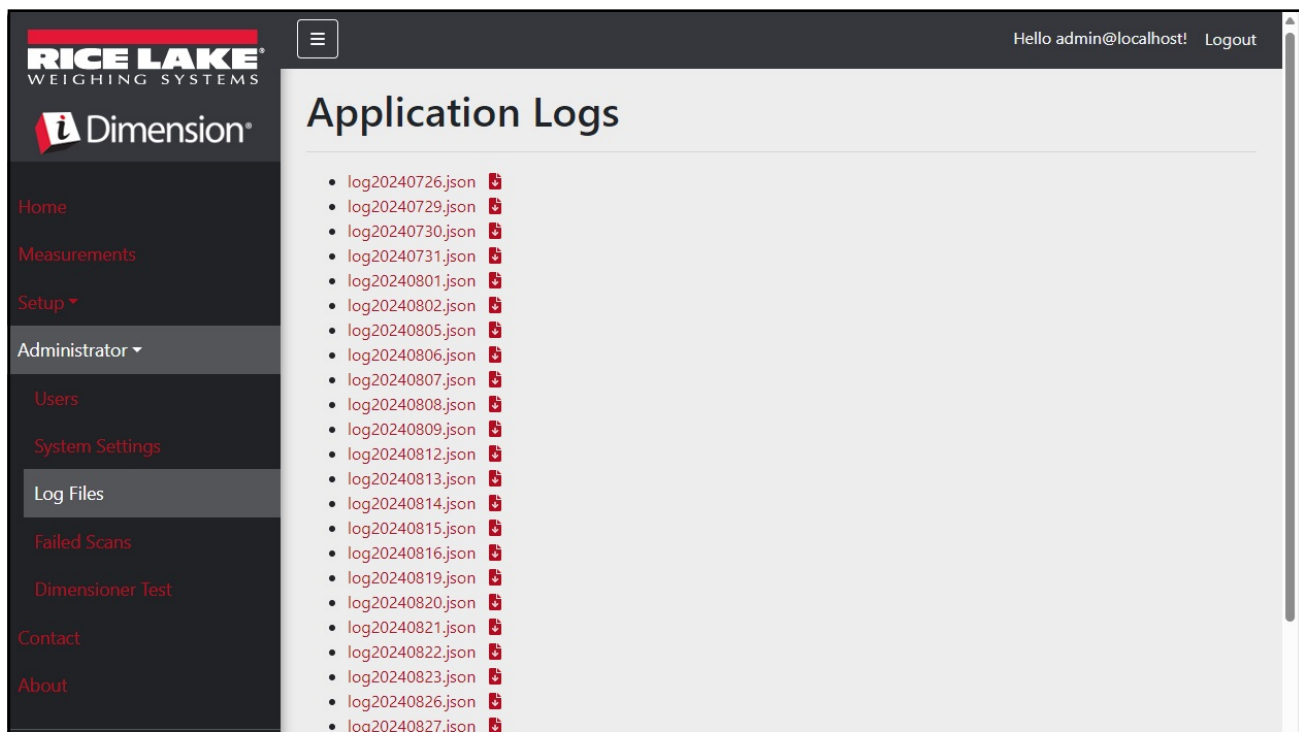 RICE LAKE®
WEIGHING SYSTEMS
i Dimension®
Home
Measurements
Setup
Administrator
Users
System Settings
Log Files
Failed Scans
Dimensioner Test
Contact
About
Hello admin@localhost! Logout
Application Logs
log20240726.json
log20240729.json
log20240730.json
log20240731.json
log20240801.json
log20240802.json
log20240805.json
log20240806.json
log20240807.json
log20240808.json
log20240809.json
log20240812.json
log20240813.json
log20240814.json
log20240815.json
log20240816.json
log20240819.json
log20240820.json
log20240821.json
log20240822.json
log20240823.json
log20240826.json
log20240827.json